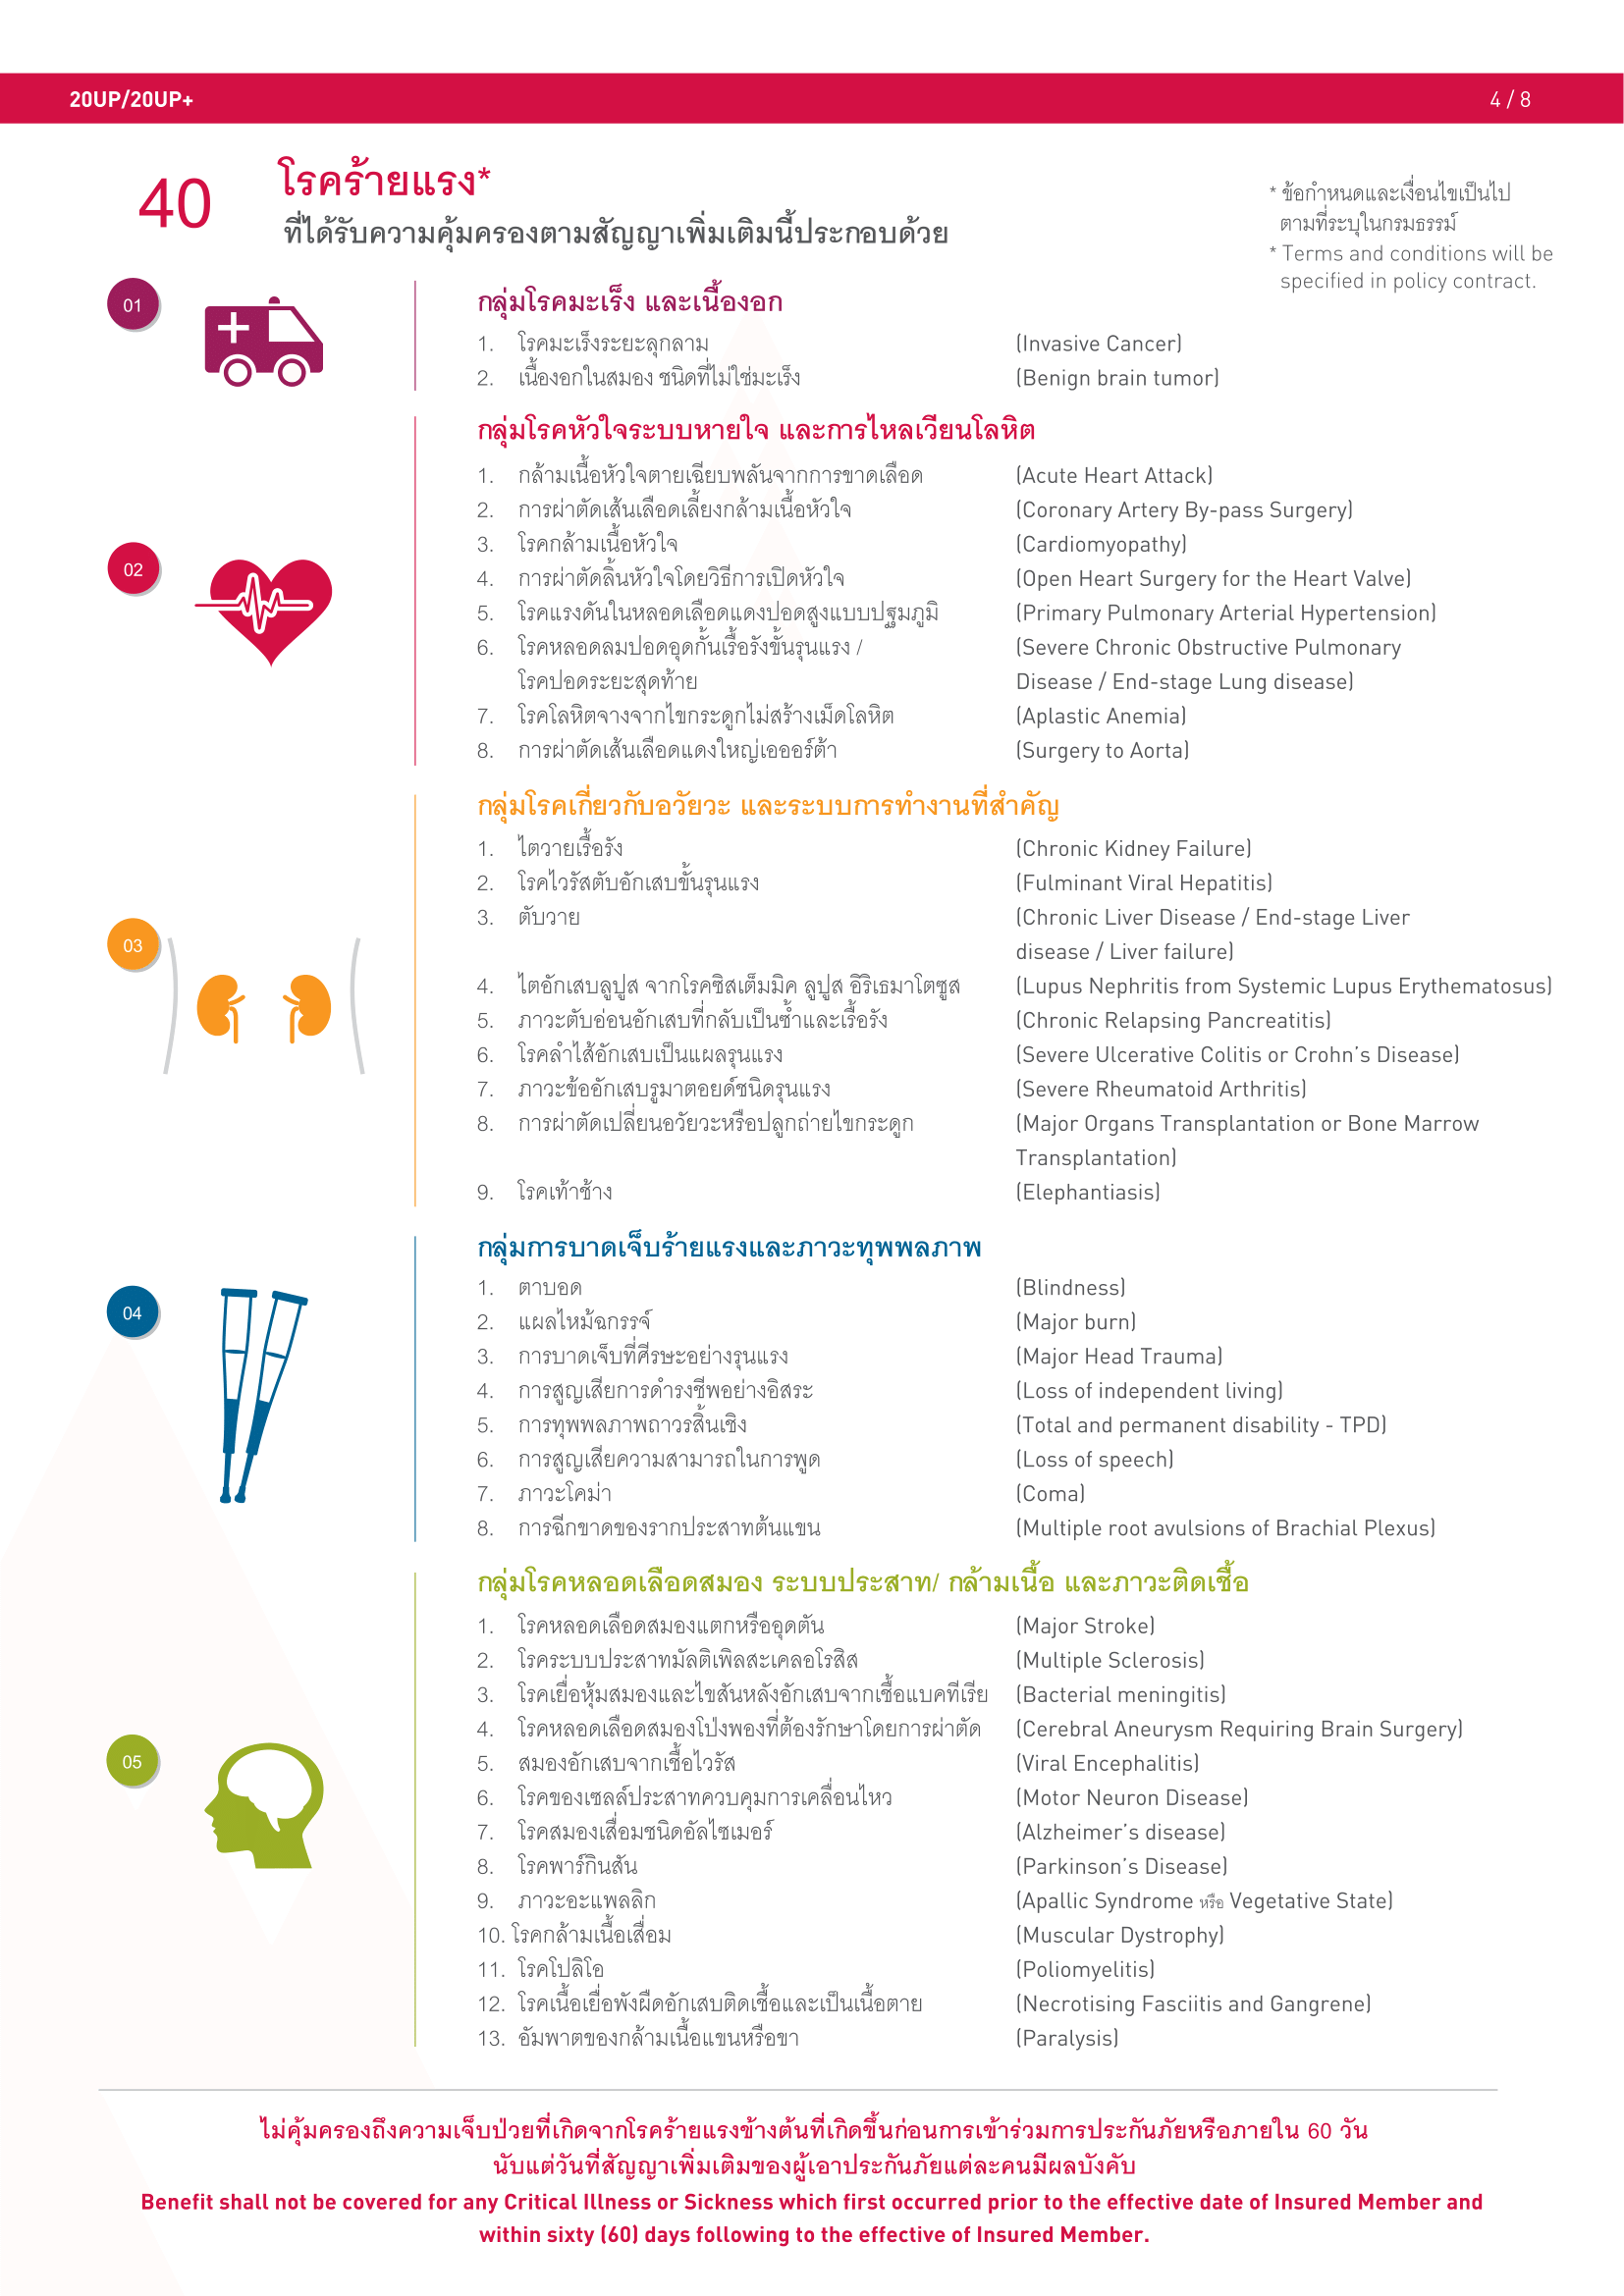 20UP/20UP+ 4 / 8
40 โรคร้ายแรง*
ที่ได้รับความคุ้มครองตามสัญญาเพิ่มเติมนี้ประกอบด้วย
* ข้อกำหนดและเงื่อนไขเป็นไป
ตามที่ระบุในกรมธรรม์
* Terms and conditions will be
specified in policy contract.
01
กลุ่มโรคมะเร็ง และเนื้องอก
1. โรคมะเร็งระยะลุกลาม (Invasive Cancer)
2. เนื้องอกในสมอง ชนิดที่ไม่ใช่มะเร็ง (Benign brain tumor)
02
กลุ่มโรคหัวใจระบบหายใจ และการไหลเวียนโลหิต
1. กล้ามเนื้อหัวใจตายเฉียบพลันจากการขาดเลือด (Acute Heart Attack)
2. การผ่าตัดเส้นเลือดเลี้ยงกล้ามเนื้อหัวใจ (Coronary Artery By-pass Surgery)
3. โรคกล้ามเนื้อหัวใจ (Cardiomyopathy)
4. การผ่าตัดลิ้นหัวใจโดยวิธีการเปิดหัวใจ (Open Heart Surgery for the Heart Valve)
5. โรคแรงดันในหลอดเลือดแดงปอดสูงแบบปฐมภูมิ (Primary Pulmonary Arterial Hypertension)
6. โรคหลอดลมปอดอุดกั้นเรื้อรังขั้นรุนแรง / (Severe Chronic Obstructive Pulmonary
โรคปอดระยะสุดท้าย Disease / End-stage Lung disease)
7. โรคโลหิตจางจากไขกระดูกไม่สร้างเม็ดโลหิต (Aplastic Anemia)
8. การผ่าตัดเส้นเลือดแดงใหญ่เอออร์ต้า (Surgery to Aorta)
03
กลุ่มโรคเกี่ยวกับอวัยวะ และระบบการทำงานที่สำคัญ
1. ไตวายเรื้อรัง (Chronic Kidney Failure)
2. โรคไวรัสตับอักเสบขั้นรุนแรง (Fulminant Viral Hepatitis)
3. ตับวาย (Chronic Liver Disease / End-stage Liver
disease / Liver failure)
4. ไตอักเสบลูปูส จากโรคซิสเต็มมิค ลูปูส อิริเธมาโตซูส (Lupus Nephritis from Systemic Lupus Erythematosus)
5. ภาวะตับอ่อนอักเสบที่กลับเป็นซ้ำและเรื้อรัง (Chronic Relapsing Pancreatitis)
6. โรคลำไส้อักเสบเป็นแผลรุนแรง (Severe Ulcerative Colitis or Crohn's Disease)
7. ภาวะข้ออักเสบรูมาตอยด์ชนิดรุนแรง (Severe Rheumatoid Arthritis)
8. การผ่าตัดเปลี่ยนอวัยวะหรือปลูกถ่ายไขกระดูก (Major Organs Transplantation or Bone Marrow
Transplantation)
9. โรคเท้าช้าง (Elephantiasis)
04
กลุ่มการบาดเจ็บร้ายแรงและภาวะทุพพลภาพ
1. ตาบอด (Blindness)
2. แผลไหม้ฉกรรจ์ (Major burn)
3. การบาดเจ็บที่ศีรษะอย่างรุนแรง (Major Head Trauma)
4. การสูญเสียการดำรงชีพอย่างอิสระ (Loss of independent living)
5. การทุพพลภาพถาวรสิ้นเชิง (Total and permanent disability - TPD)
6. การสูญเสียความสามารถในการพูด (Loss of speech)
7. ภาวะโคม่า (Coma)
8. การฉีกขาดของรากประสาทต้นแขน (Multiple root avulsions of Brachial Plexus)
05
กลุ่มโรคหลอดเลือดสมอง ระบบประสาท/ กล้ามเนื้อ และภาวะติดเชื้อ
1. โรคหลอดเลือดสมองแตกหรืออุดตัน (Major Stroke)
2. โรคระบบประสาทมัลติเพิลสะเคลอโรสิส (Multiple Sclerosis)
3. โรคเยื่อหุ้มสมองและไขสันหลังอักเสบจากเชื้อแบคทีเรีย (Bacterial meningitis)
4. โรคหลอดเลือดสมองโป่งพองที่ต้องรักษาโดยการผ่าตัด (Cerebral Aneurysm Requiring Brain Surgery)
5. สมองอักเสบจากเชื้อไวรัส (Viral Encephalitis)
6. โรคของเซลล์ประสาทควบคุมการเคลื่อนไหว (Motor Neuron Disease)
7. โรคสมองเสื่อมชนิดอัลไซเมอร์ (Alzheimer's disease)
8. โรคพาร์กินสัน (Parkinson's Disease)
9. ภาวะอะแพลลิก (Apallic Syndrome หรือ Vegetative State)
10. โรคกล้ามเนื้อเสื่อม (Muscular Dystrophy)
11. โรคโปลิโอ (Poliomyelitis)
12. โรคเนื้อเยื่อพังผืดอักเสบติดเชื้อและเป็นเนื้อตาย (Necrotising Fasciitis and Gangrene)
13. อัมพาตของกล้ามเนื้อแขนหรือขา (Paralysis)
ไม่คุ้มครองถึงความเจ็บป่วยที่เกิดจากโรคร้ายแรงข้างต้นที่เกิดขึ้นก่อนการเข้าร่วมการประกันภัยหรือภายใน 60 วัน
นับแต่วันที่สัญญาเพิ่มเติมของผู้เอาประกันภัยแต่ละคนมีผลบังคับ
Benefit shall not be covered for any Critical Illness or Sickness which first occurred prior to the effective date of Insured Member and
within sixty (60) days following to the effective of Insured Member.